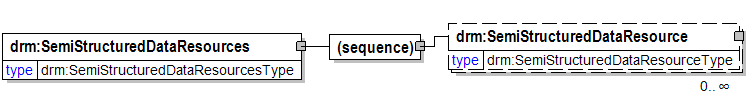 drm:SemiStructuredDataResources
type drm:SemiStructuredDataResourcesType
(sequence)
drm:SemiStructuredDataResource
type drm:SemiStructuredDataResourceType
0.. ∞